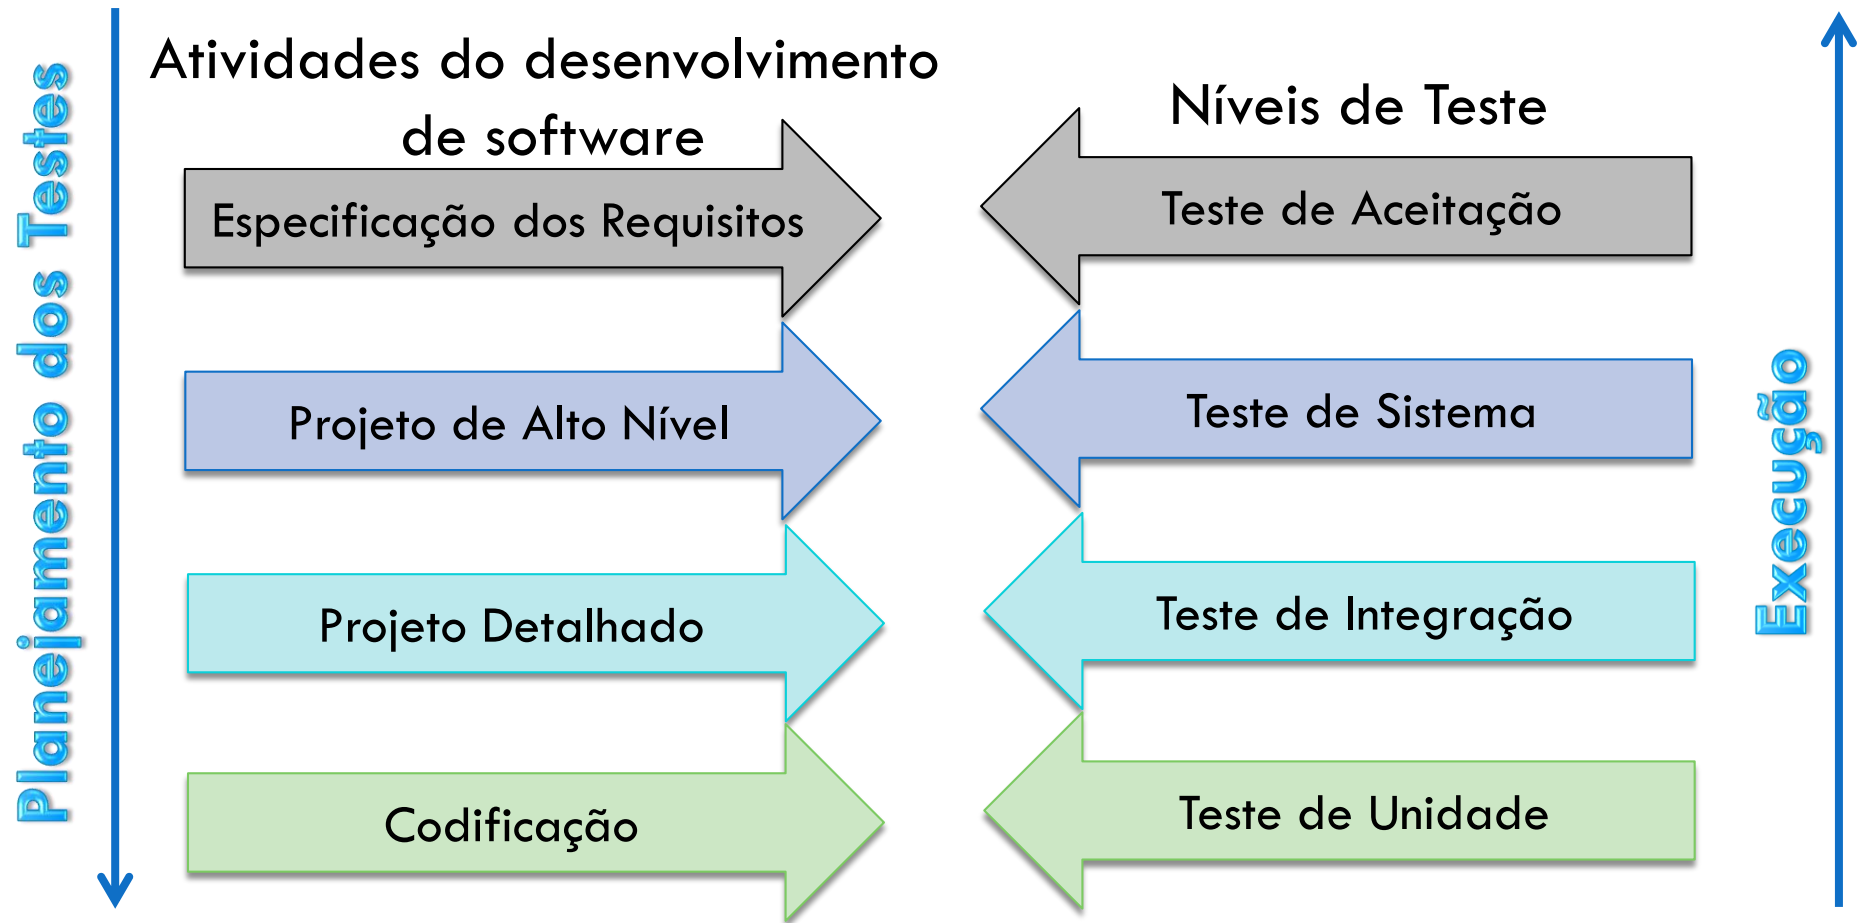 Planejamento dos Testes
Atividades do desenvolvimento
de software
Níveis de Teste
Especificação dos Requisitos
Teste de Aceitação
Projeto de Alto Nível
Teste de Sistema
Projeto Detalhado
Teste de Integração
Codificação
Teste de Unidade
Execução